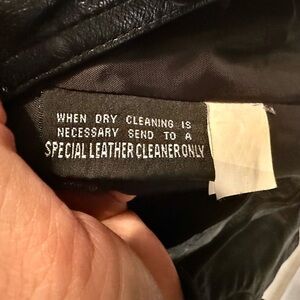 WHEN DRY CLEANING IS
NECESSARY SEND TO A
SPECIAL LEATHER CLEANER ONLY